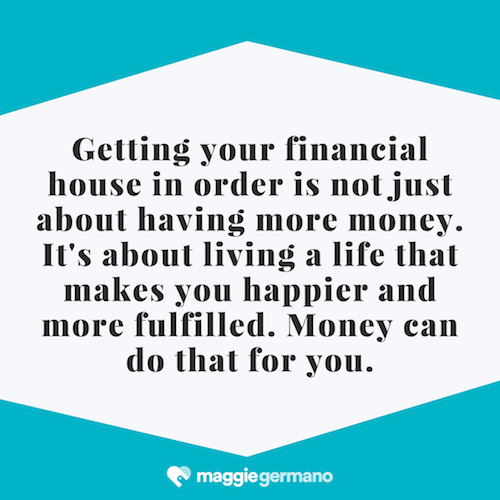 Getting your financial
house in order is not just
about having more money.
It's about living a life that
makes you happier and
more fulfilled. Money can
do that for you.
maggiegermano